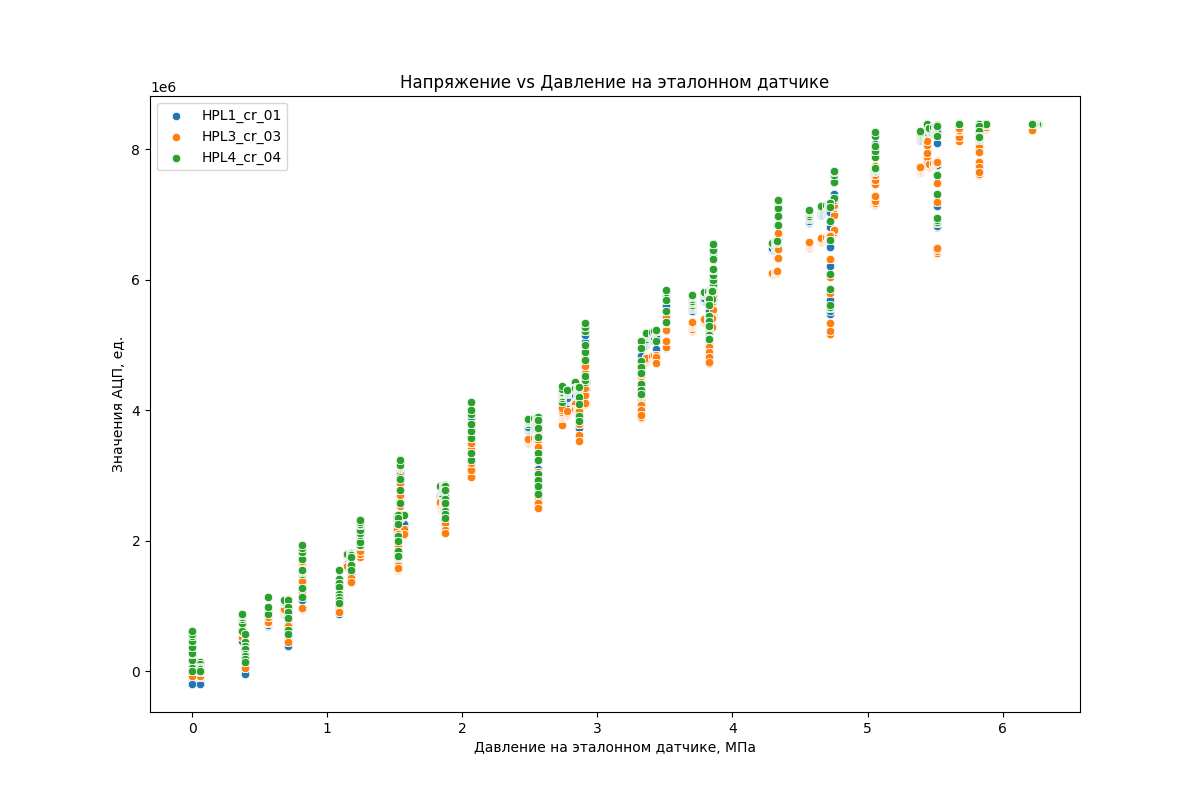 Напряжение vs Давление на эталонном датчике
1e6
HPL1_cr_01
HPL3_cr_03
HPL4_cr_04
8
6
4
2
0
Значения АЦП, ед.
0 1 2 3 4 5 6
Давление на эталонном датчике, МПа